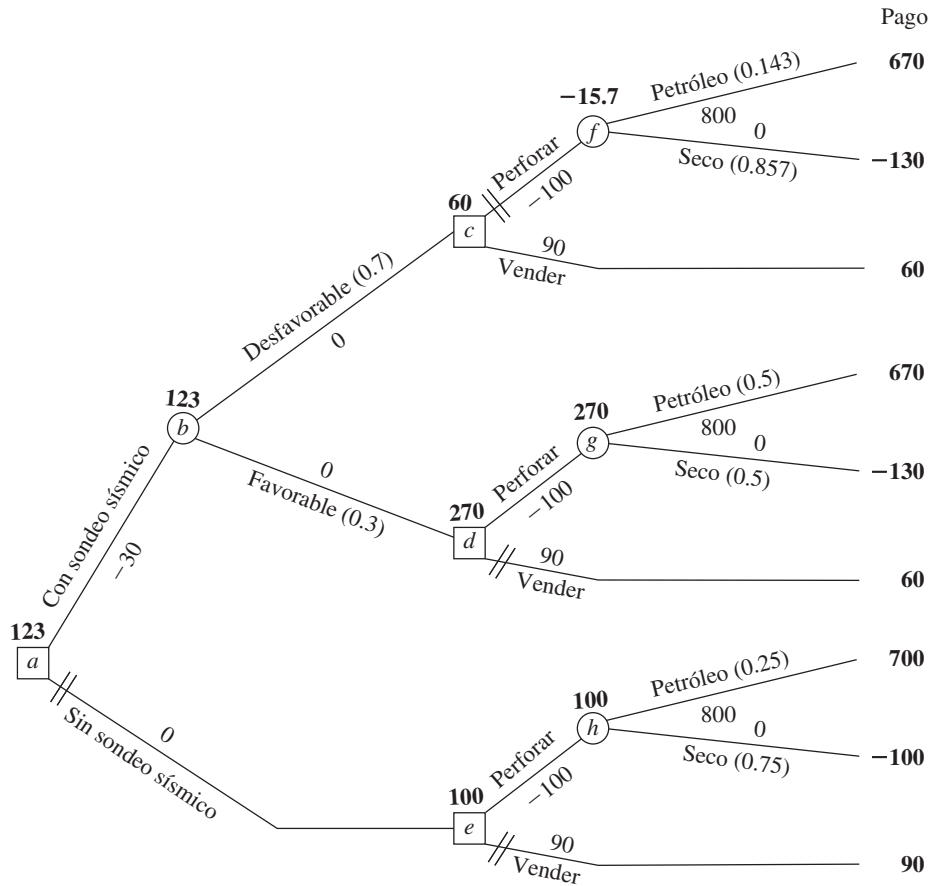 Pago
670
Petróleo (0.143)
−15.7
800
0
f
Seco (0.857)
−130
Perforar
−100
60
c
90
Vender
60
Desfavorable (0.7)
0
670
Petróleo (0.5)
270
800
0
g
Seco (0.5)
−130
123
b
0
Favorable (0.3)
Perforar
−100
270
d
90
Vender
60
Con sondeo sísmico
−30
123
a
0
Sin sondeo sísmico
700
Petróleo (0.25)
100
800
0
h
Seco (0.75)
−100
Perforar
−100
100
e
90
Vender
90